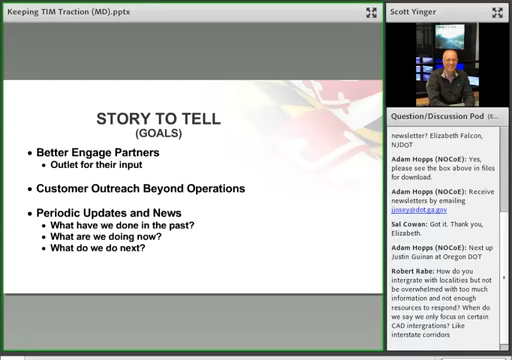 Keeping TIM Traction (MD).pptx
STORY TO TELL
(GOALS)
• Better Engage Partners
• Outlet for their input
• Customer Outreach Beyond Operations
• Periodic Updates and News
• What have we done in the past?
• What are we doing now?
• What do we do next?
Scott Yinger
Question/Discussion Pod (E...
newsletter? Elizabeth Falcon,
NJDOT
Adam Hopps (NOCoE): Yes,
please see the box above in files
for download.
Adam Hopps (NOCoE): Receive
newsletters by emailing
jjosey@dot.ga.gov
Sal Cowan: Got it. Thank you,
Elizabeth.
Adam Hopps (NOCoE): Next up
Justin Guinan at Oregon DOT
Robert Rabe: How do you
intergrate with localities but not
be overwhelmed with too much
information and not enough
resources to respond? When do
we say we only focus on certain
CAD intergrations? Like
interstate corridors